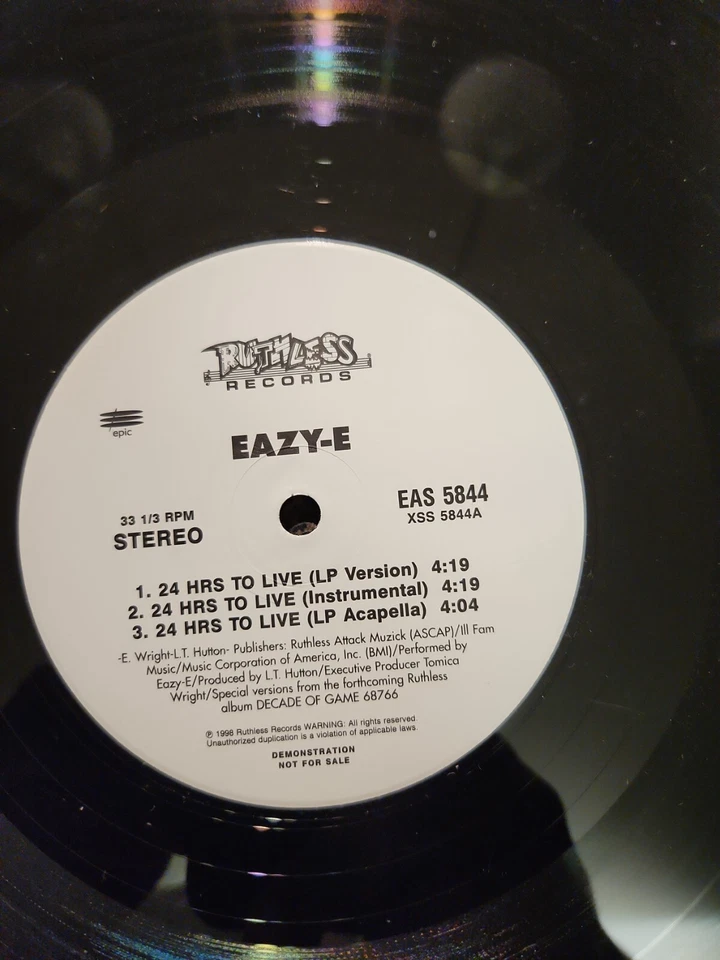 RUTHLESS
RECORDS
epic
EAZY-E
33 1/3 RPM
STEREO
EAS 5844
XSS 5844A
1. 24 HRS TO LIVE (LP Version) 4:19
2. 24 HRS TO LIVE (Instrumental) 4:19
3. 24 HRS TO LIVE (LP Acapella) 4:04
-E. Wright-L.T. Hutton- Publishers: Ruthless Attack Muzick (ASCAP)/Ill Fam
Music/Music Corporation of America, Inc. (BMI)/Performed by
Eazy-E/Produced by L.T. Hutton/Executive Producer Tomica
Wright/Special versions from the forthcoming Ruthless
album DECADE OF GAME 68766
℗ 1998 Ruthless Records WARNING: All rights reserved
Unauthorized duplication is a violation of applicable laws
DEMONSTRATION
NOT FOR SALE